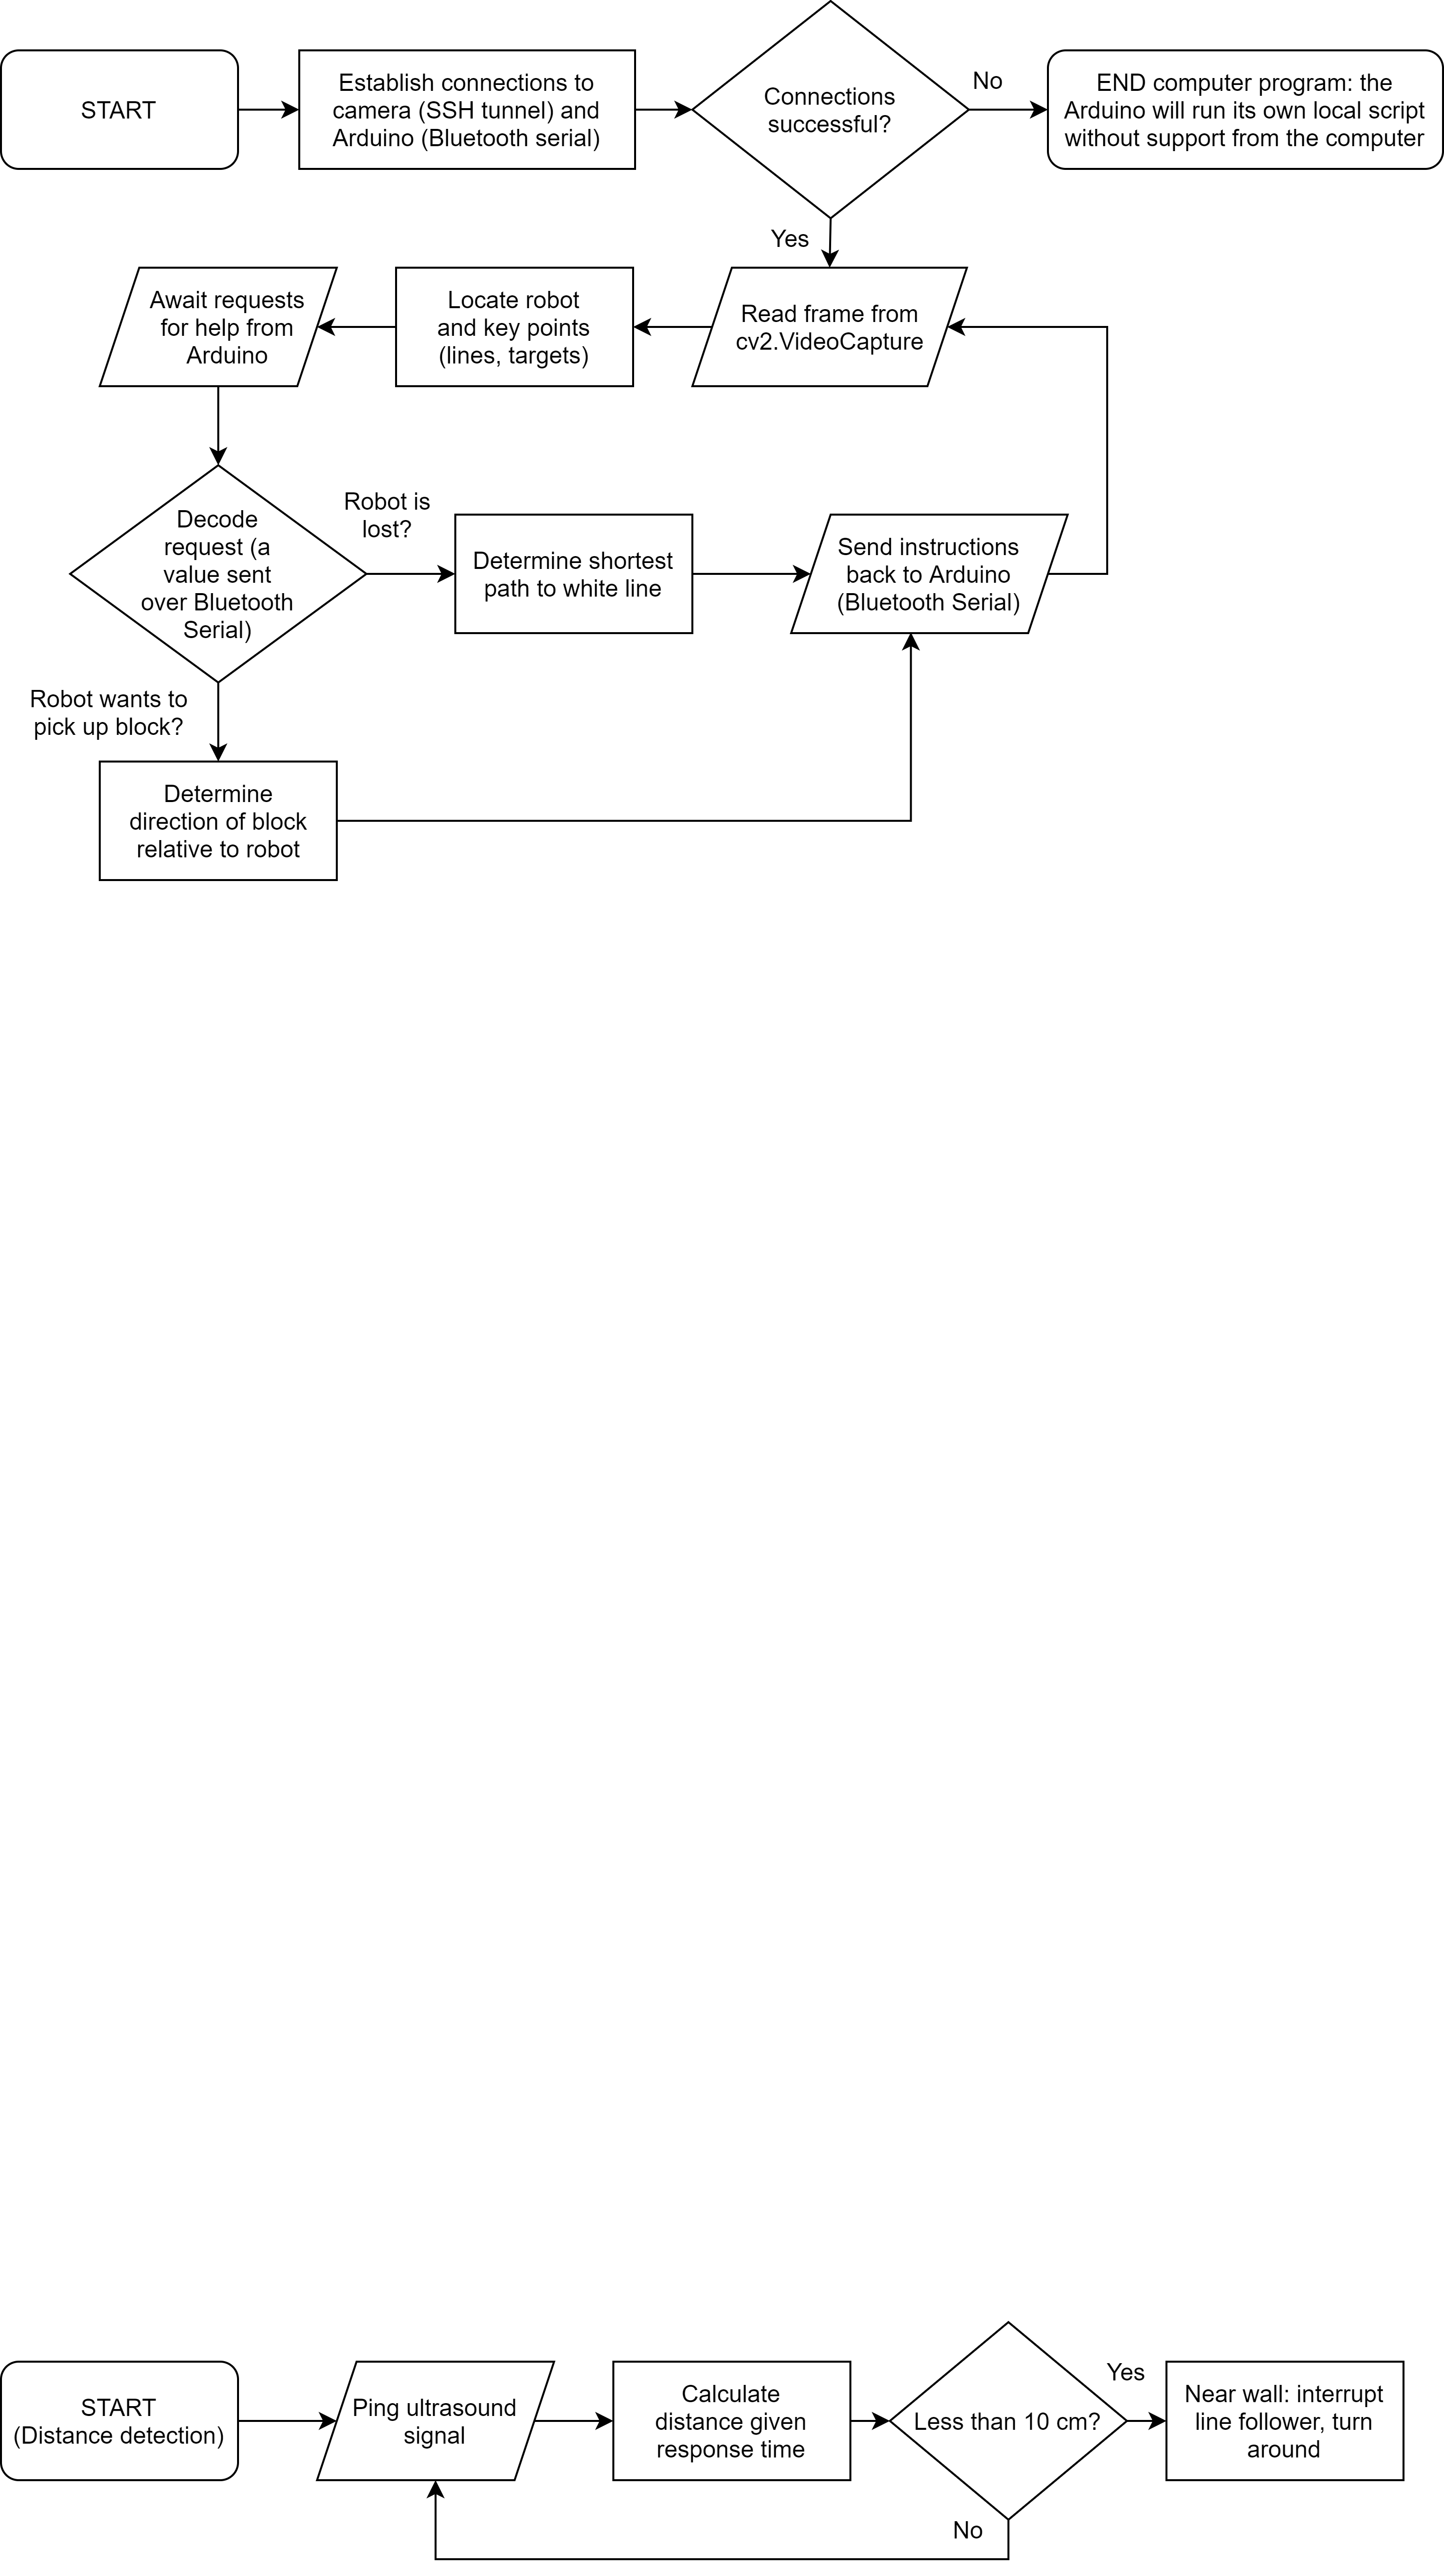 START
Establish connections to
camera (SSH tunnel) and
Arduino (Bluetooth serial)
Connections
successful?
No
END computer program: the
Arduino will run its own local script
without support from the computer
Yes
Await requests
for help from
Arduino
Locate robot
and key points
(lines, targets)
Read frame from
cv2.VideoCapture
Decode
request (a
value sent
over Bluetooth
Serial)
Robot is
lost?
Determine shortest
path to white line
Send instructions
back to Arduino
(Bluetooth Serial)
Robot wants to
pick up block?
Determine
direction of block
relative to robot
START
(Distance detection)
Ping ultrasound
signal
Calculate
distance given
response time
Less than 10 cm?
Yes
Near wall: interrupt
line follower, turn
around
No